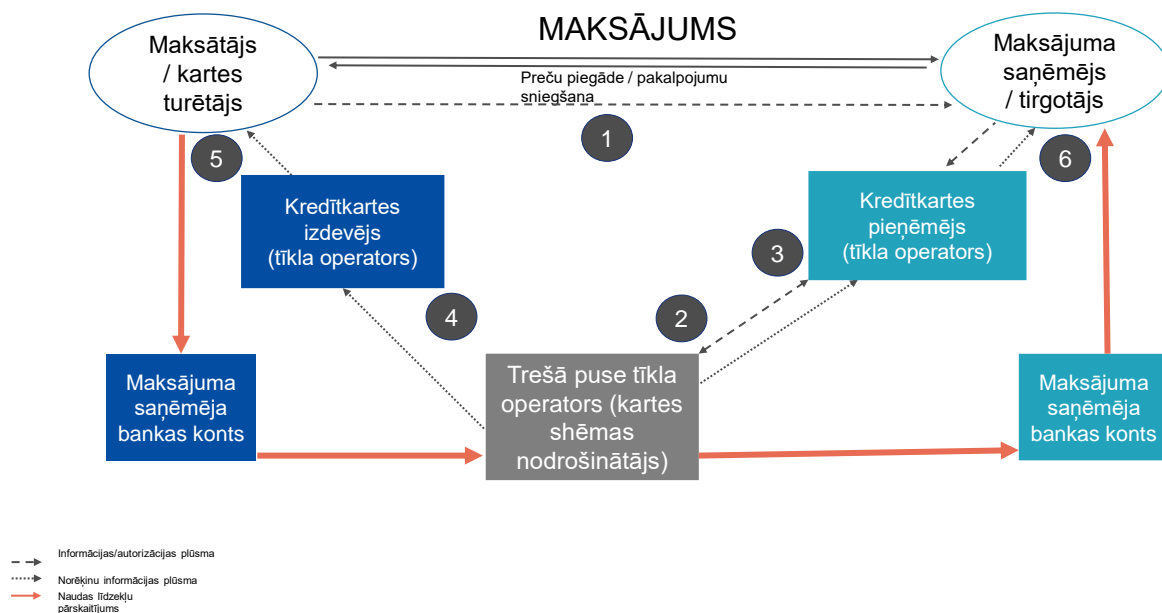 MAKSĀJUMS
Maksātājs
/ kartes
turētājs
Maksājuma
saņēmējs
/ tirgotājs
Preču piegāde / pakalpojumu
sniegšana
1
5
6
Kredītkartes
izdevējs
(tīkla operators)
Kredītkartes
pieņēmējs
(tīkla operators)
3
4
2
Maksājuma
saņēmēja
bankas konts
Trešā puse tīkla
operators (kartes
shēmas
nodrošinātājs)
Maksājuma
saņēmēja
bankas konts
Informācijas/autorizācijas plūsma
Norēķinu informācijas plūsma
Naudas līdzekļu
pārskaitījums